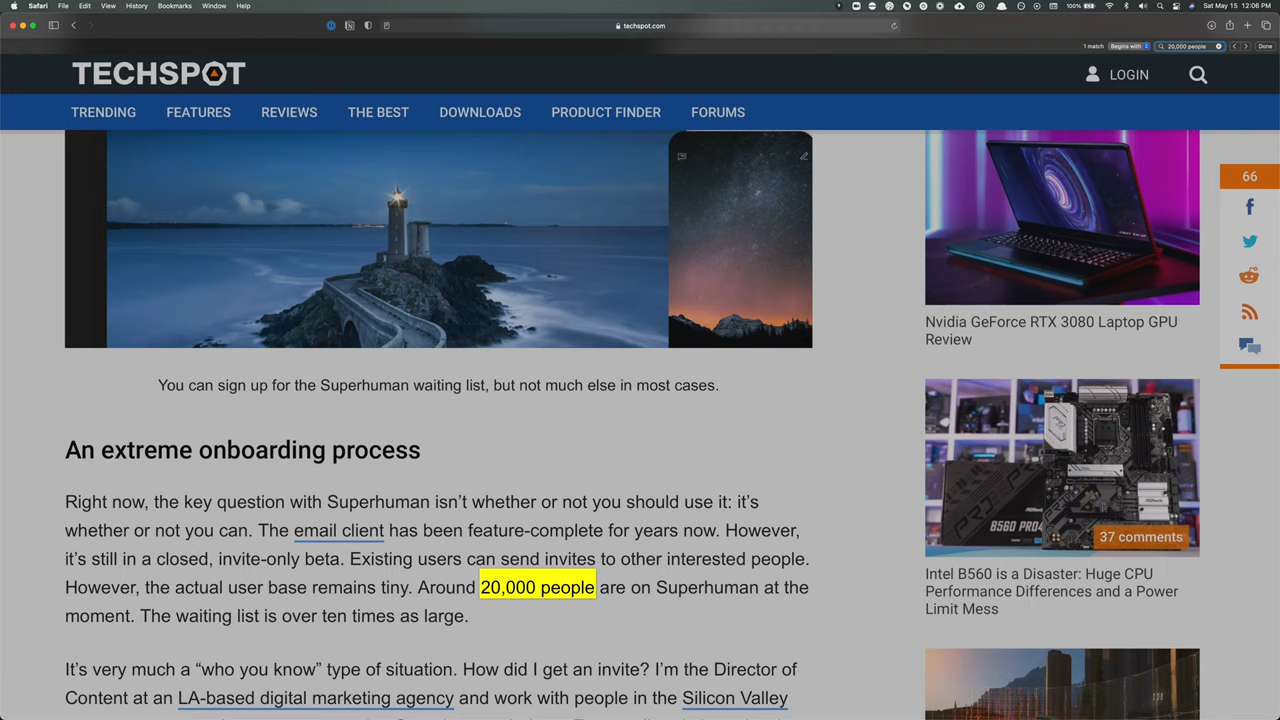 Safari File Edit View History Bookmarks Window Help
100% Sat May 15 12:06 PM
techspot.com
1 match Begins with 20,000 people Done
TECHSPOT
LOGIN
TRENDING FEATURES REVIEWS THE BEST DOWNLOADS PRODUCT FINDER FORUMS
66
Nvidia GeForce RTX 3080 Laptop GPU
Review
You can sign up for the Superhuman waiting list, but not much else in most cases.
An extreme onboarding process
Right now, the key question with Superhuman isn’t whether or not you should use it: it’s
whether or not you can. The email client has been feature-complete for years now. However,
it’s still in a closed, invite-only beta. Existing users can send invites to other interested people.
However, the actual user base remains tiny. Around 20,000 people are on Superhuman at the
moment. The waiting list is over ten times as large.
It’s very much a “who you know” type of situation. How did I get an invite? I’m the Director of
Content at an LA-based digital marketing agency and work with people in the Silicon Valley
B560 PRO4
37 comments
Intel B560 is a Disaster: Huge CPU
Performance Differences and a Power
Limit Mess